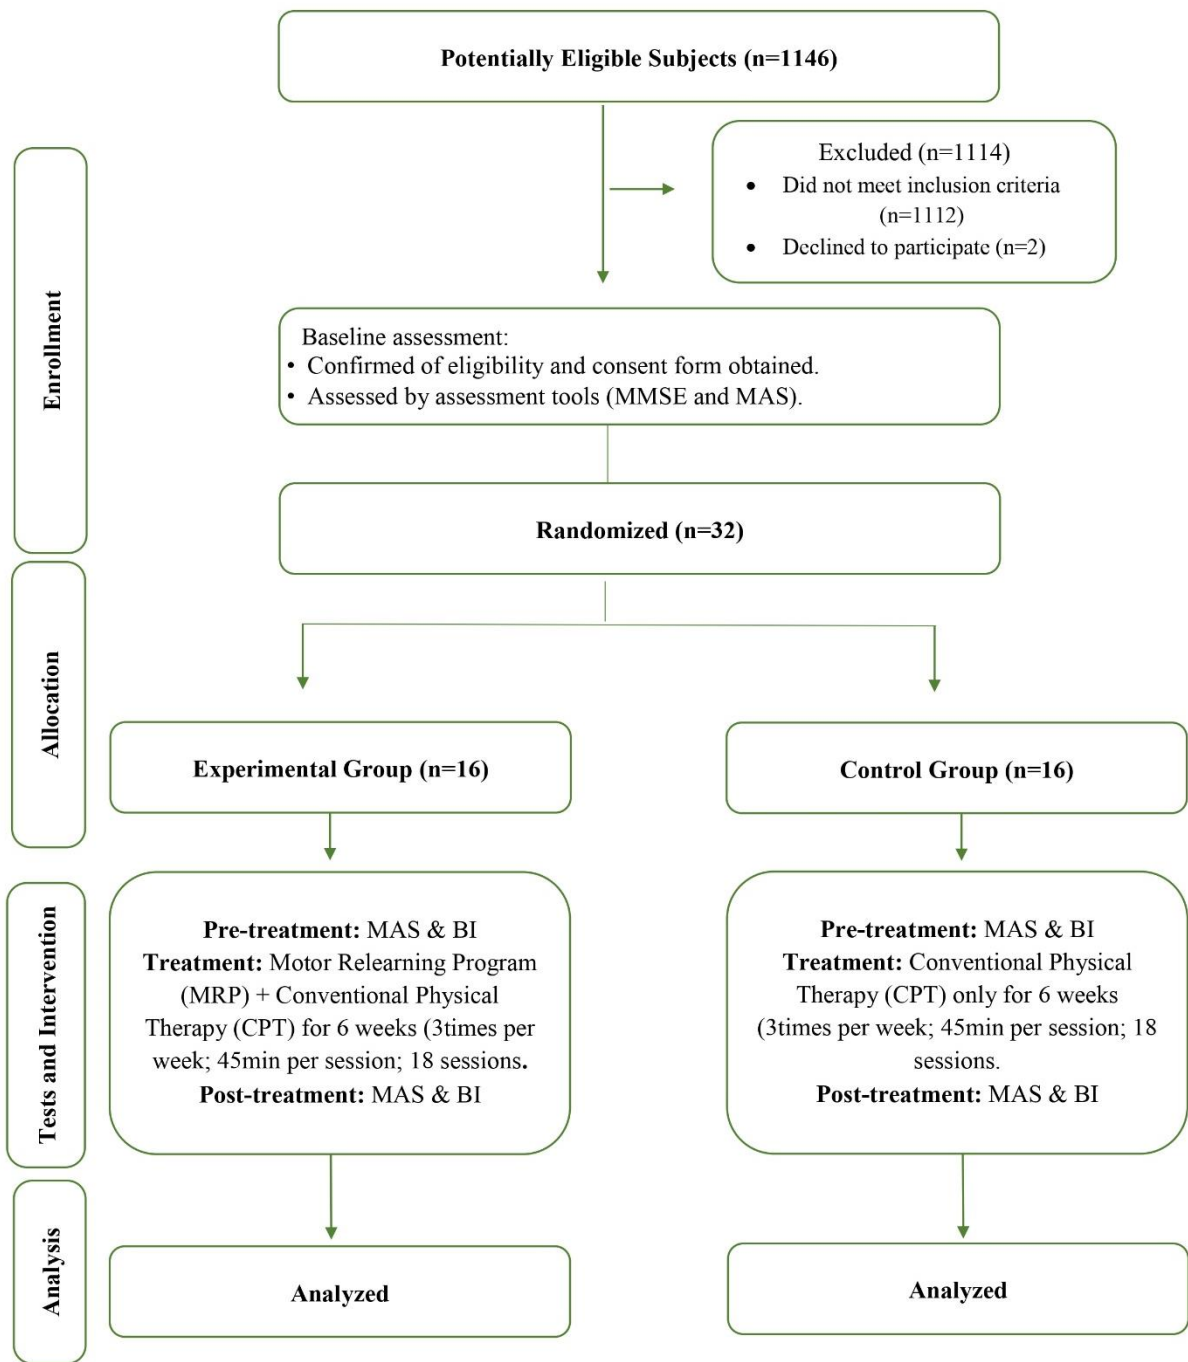 Potentially Eligible Subjects (n=1146)
Excluded (n=1114)
• Did not meet inclusion criteria
(n=1112)
• Declined to participate (n=2)
Enrollment
Baseline assessment:
• Confirmed of eligibility and consent form obtained.
• Assessed by assessment tools (MMSE and MAS).
Randomized (n=32)
Allocation
Experimental Group (n=16)
Control Group (n=16)
Tests and Intervention
Pre-treatment: MAS & BI
Treatment: Motor Relearning Program
(MRP) + Conventional Physical
Therapy (CPT) for 6 weeks (3times per
week; 45min per session; 18 sessions.
Post-treatment: MAS & BI
Pre-treatment: MAS & BI
Treatment: Conventional Physical
Therapy (CPT) only for 6 weeks
(3times per week; 45min per session; 18
sessions.
Post-treatment: MAS & BI
Analysis
Analyzed
Analyzed